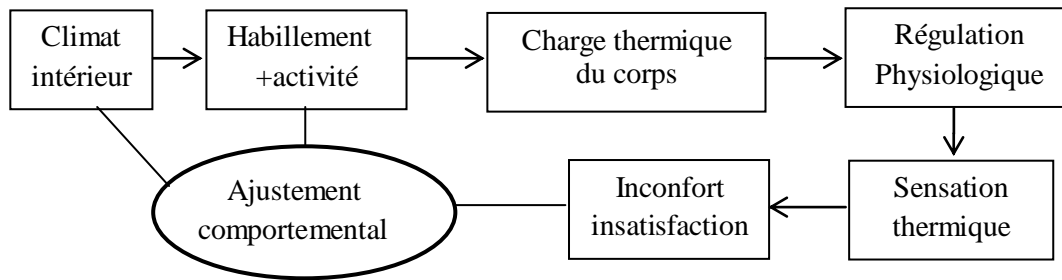 Climat
intérieur
Habillement
+activité
Charge thermique
du corps
Régulation
Physiologique
Ajustement
comportemental
Inconfort
insatisfaction
Sensation
thermique